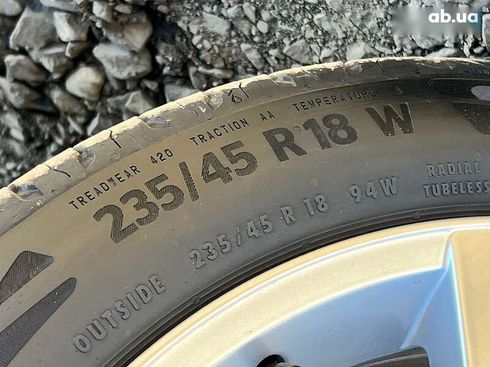 ab.ua
TREADWEAR 420 TRACTION AA TEMPERATURE
235/45 R18 W
235/45 R 18 94W
RADIAL
TUBELESS
OUTSIDE